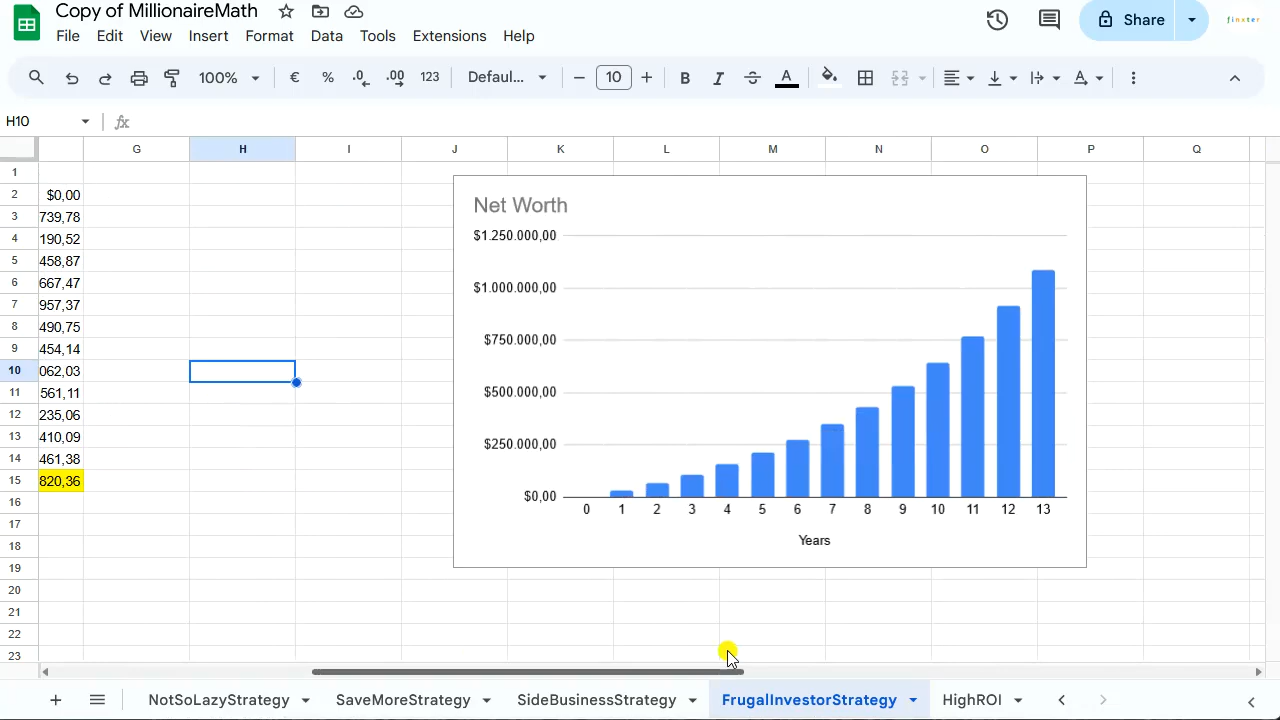 Copy of MillionaireMath
Share
finxter
File Edit View Insert Format Data Tools Extensions Help
100% € % .0 .00 123 Defaul... 10 B I S A
H10 fx
G H I J K L M N O P Q
1
2 $0,00
3 739,78
4 190,52
5 458,87
6 667,47
7 957,37
8 490,75
9 454,14
10 062,03
11 561,11
12 235,06
13 410,09
14 461,38
15 820,36
16
17
18
19
20
21
22
23
Net Worth
$1.250.000,00
$1.000.000,00
$750.000,00
$500.000,00
$250.000,00
$0,00
0 1 2 3 4 5 6 7 8 9 10 11 12 13
Years
NotSoLazyStrategy SaveMoreStrategy SideBusinessStrategy FrugalInvestorStrategy HighROI